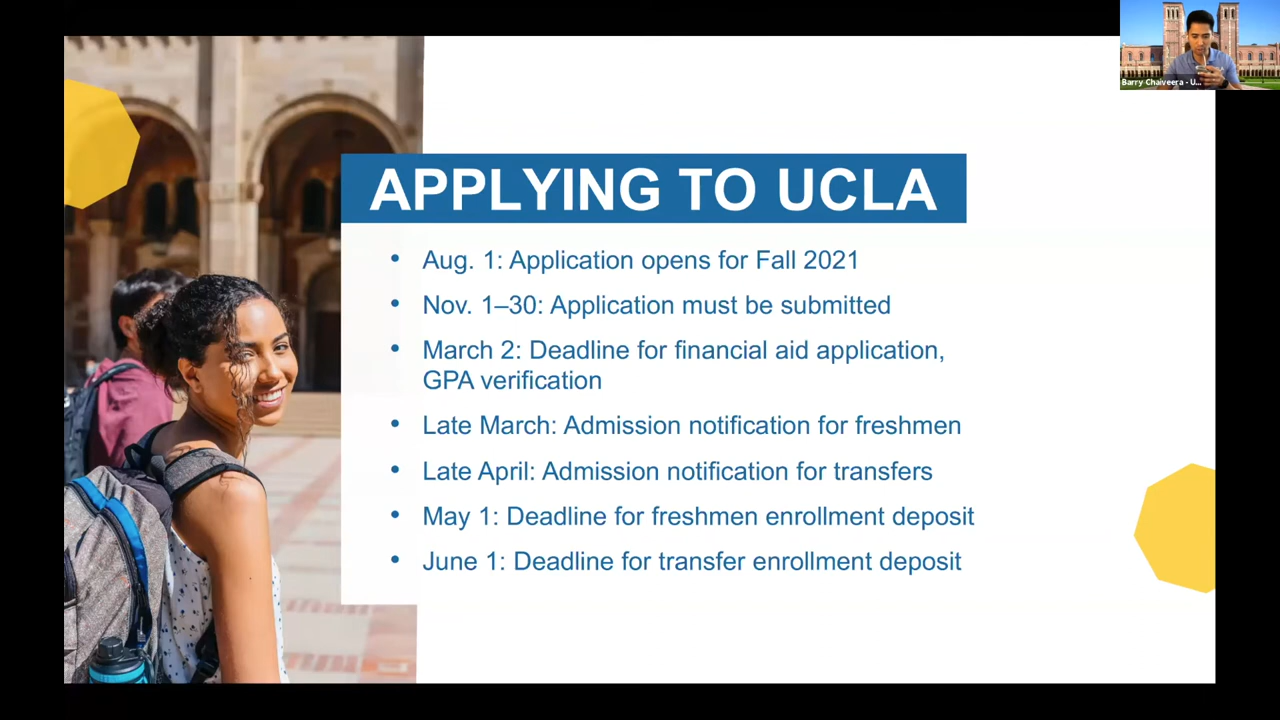 Barry Chaiveera - U...
APPLYING TO UCLA
• Aug. 1: Application opens for Fall 2021
• Nov. 1–30: Application must be submitted
• March 2: Deadline for financial aid application,
GPA verification
• Late March: Admission notification for freshmen
• Late April: Admission notification for transfers
• May 1: Deadline for freshmen enrollment deposit
• June 1: Deadline for transfer enrollment deposit